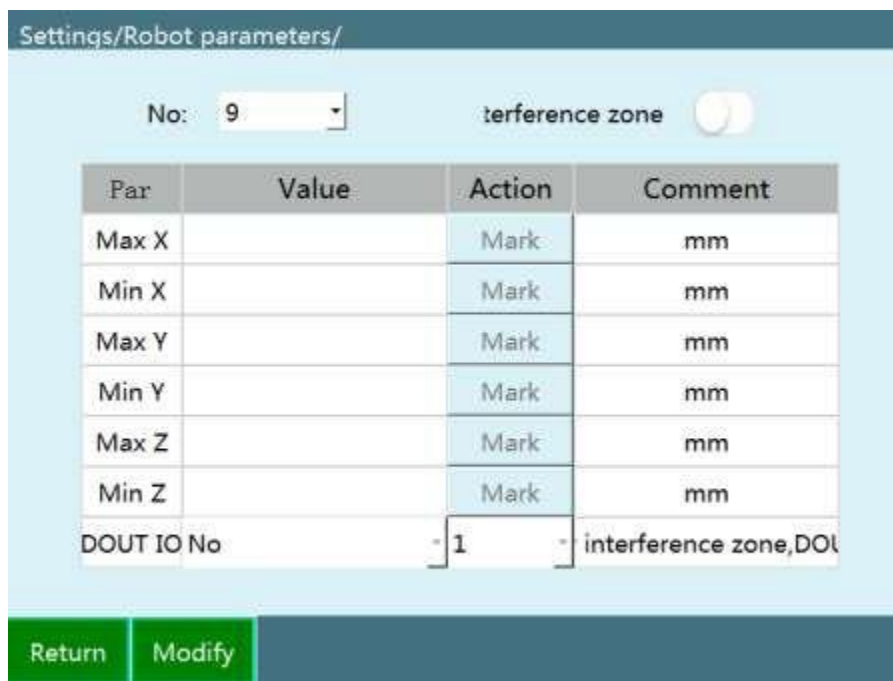 Settings/Robot parameters/
No: 9 terference zone
Par Value Action Comment
Max X Mark mm
Min X Mark mm
Max Y Mark mm
Min Y Mark mm
Max Z Mark mm
Min Z Mark mm
DOUT IO No 1 interference zone,DOU
Return Modify